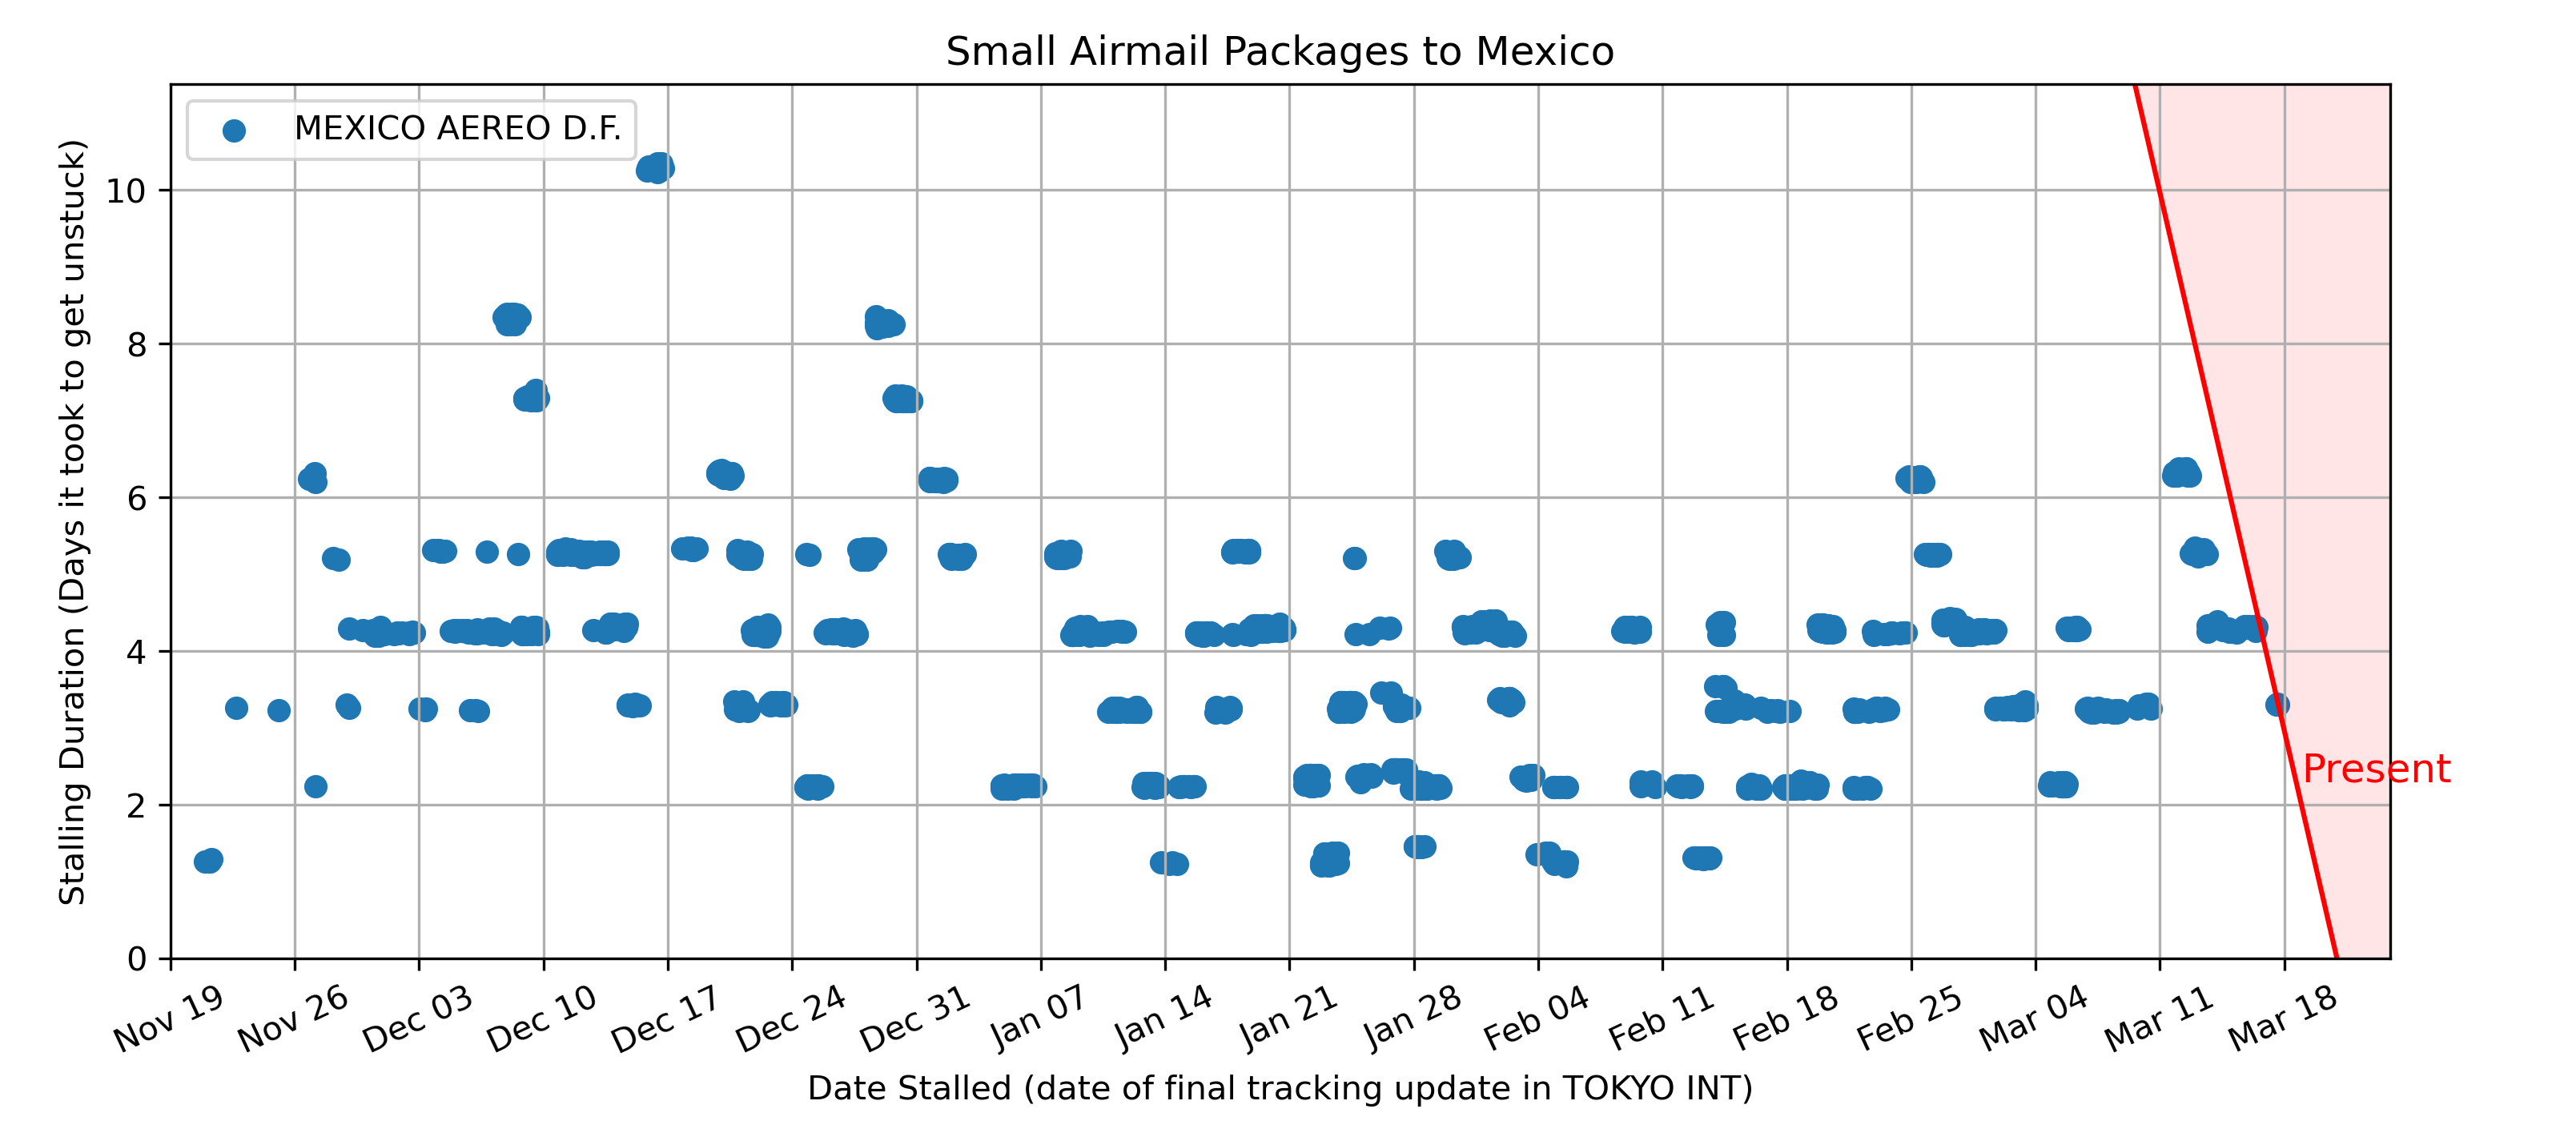 Small Airmail Packages to Mexico
MEXICO AEREO D.F.
Stalling Duration (Days it took to get unstuck)
10
8
6
4
2
0
Present
Nov 19
Nov 26
Dec 03
Dec 10
Dec 17
Dec 24
Dec 31
Jan 07
Jan 14
Jan 21
Jan 28
Feb 04
Feb 11
Feb 18
Feb 25
Mar 04
Mar 11
Mar 18
Date Stalled (date of final tracking update in TOKYO INT)